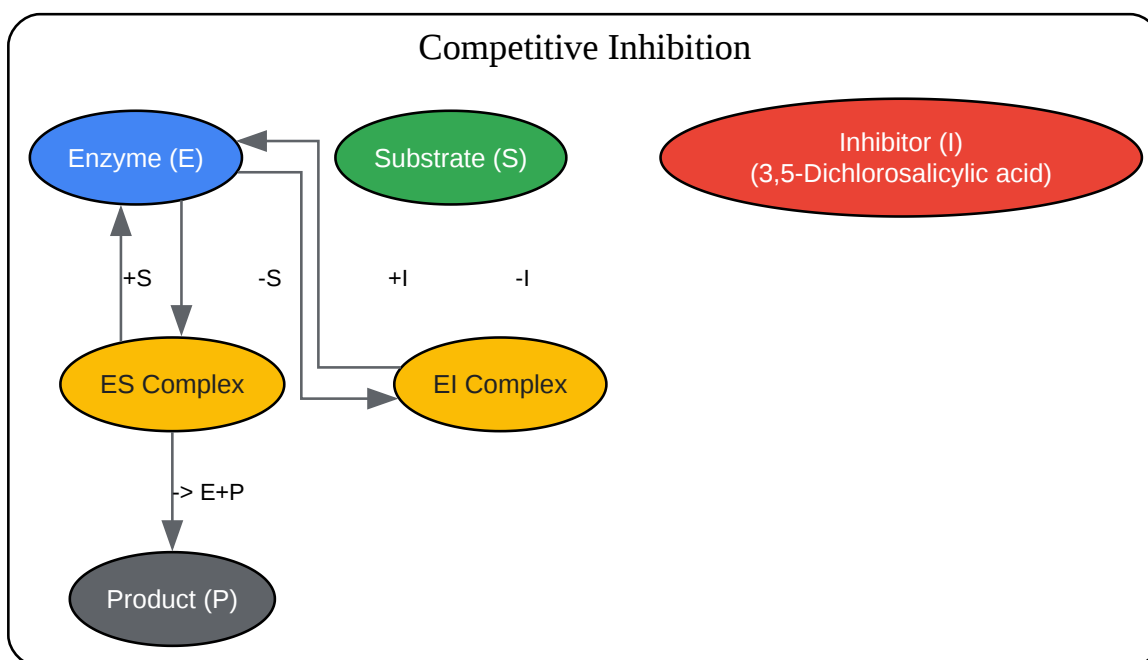 Competitive Inhibition
Enzyme (E)
Substrate (S)
Inhibitor (I)
(3,5-Dichlorosalicylic acid)
+S
-S
+I
-I
ES Complex
EI Complex
-> E+P
Product (P)